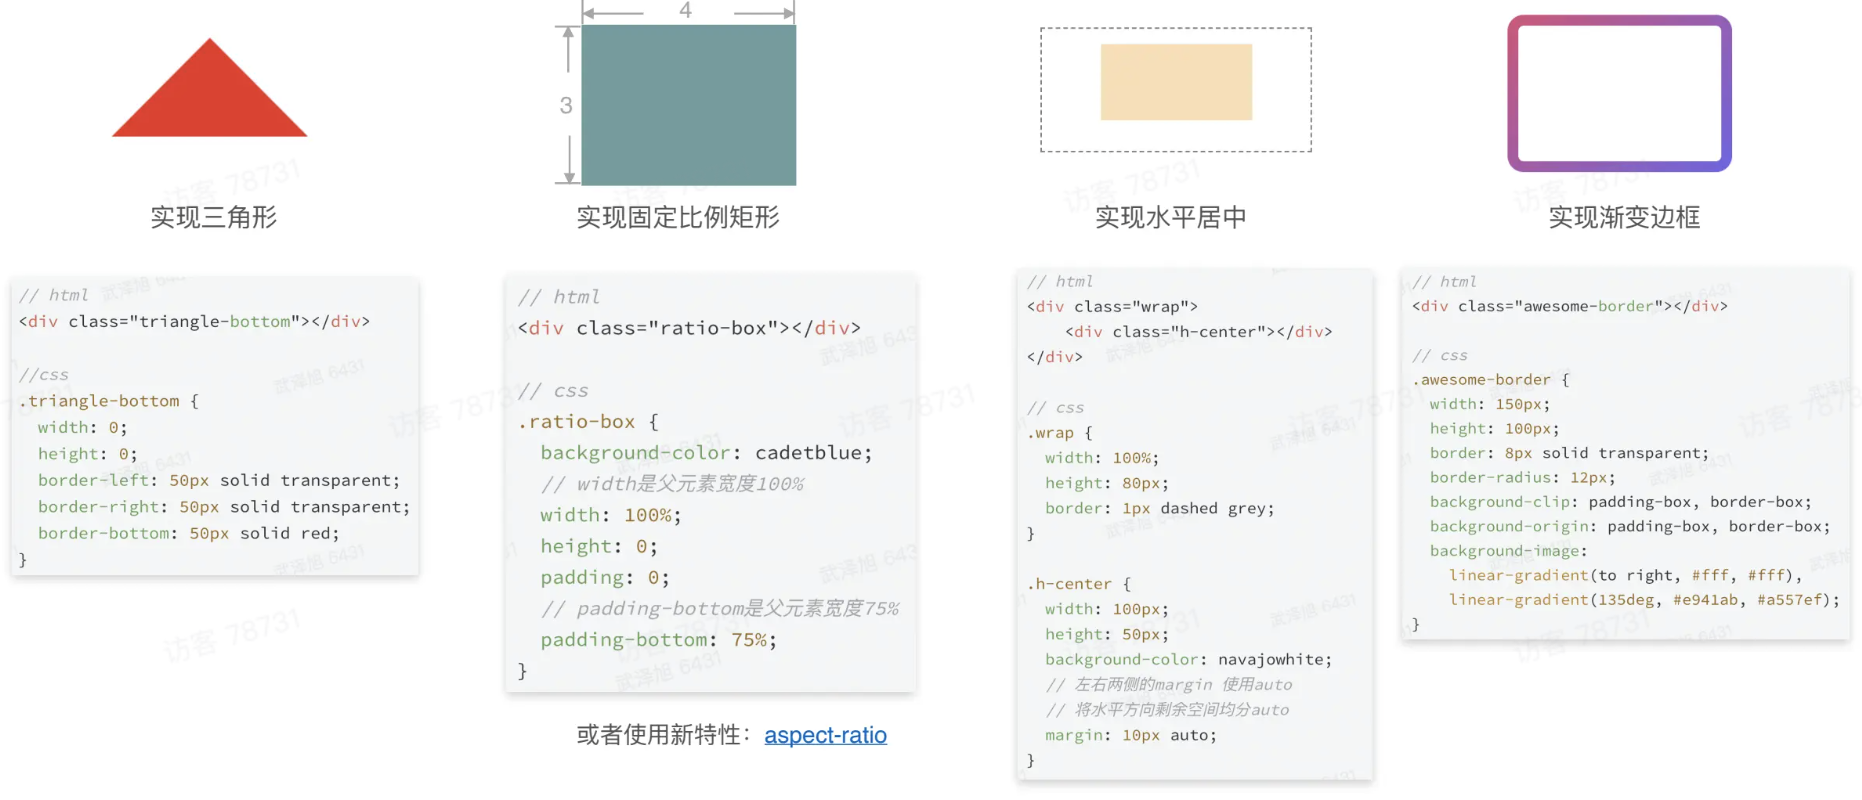 4
3
实现三角形
实现固定比例矩形
实现水平居中
实现渐变边框
// html
<div class="triangle-bottom"></div>
//css
.triangle-bottom {
width: 0;
height: 0;
border-left: 50px solid transparent;
border-right: 50px solid transparent;
border-bottom: 50px solid red;
}
// html
<div class="ratio-box"></div>
// css
.ratio-box {
background-color: cadetblue;
// width是父元素宽度100%
width: 100%;
height: 0;
padding: 0;
// padding-bottom是父元素宽度75%
padding-bottom: 75%;
}
或者使用新特性：aspect-ratio
// html
<div class="wrap">
<div class="h-center"></div>
</div>
// css
.wrap {
width: 100%;
height: 80px;
border: 1px dashed grey;
}
.h-center {
width: 100px;
height: 50px;
background-color: navajowhite;
// 左右两侧的margin 使用auto
// 将水平方向剩余空间均分auto
margin: 10px auto;
}
// html
<div class="awesome-border"></div>
// css
.awesome-border {
width: 150px;
height: 100px;
border: 8px solid transparent;
border-radius: 12px;
background-clip: padding-box, border-box;
background-origin: padding-box, border-box;
background-image:
linear-gradient(to right, #fff, #fff),
linear-gradient(135deg, #e941ab, #a557ef);
}
访客 78731
武泽旭 6431